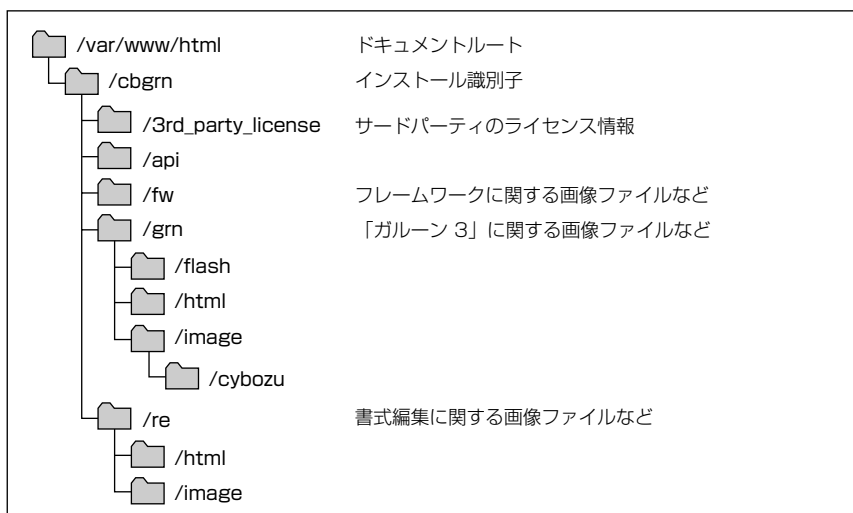 /var/www/html ドキュメントルート
/cbgrn インストール識別子
/3rd_party_license サードパーティのライセンス情報
/api
/fw フレームワークに関する画像ファイルなど
/grn 「ガルーン 3」に関する画像ファイルなど
/flash
/html
/image
/cybozu
/re 書式編集に関する画像ファイルなど
/html
/image